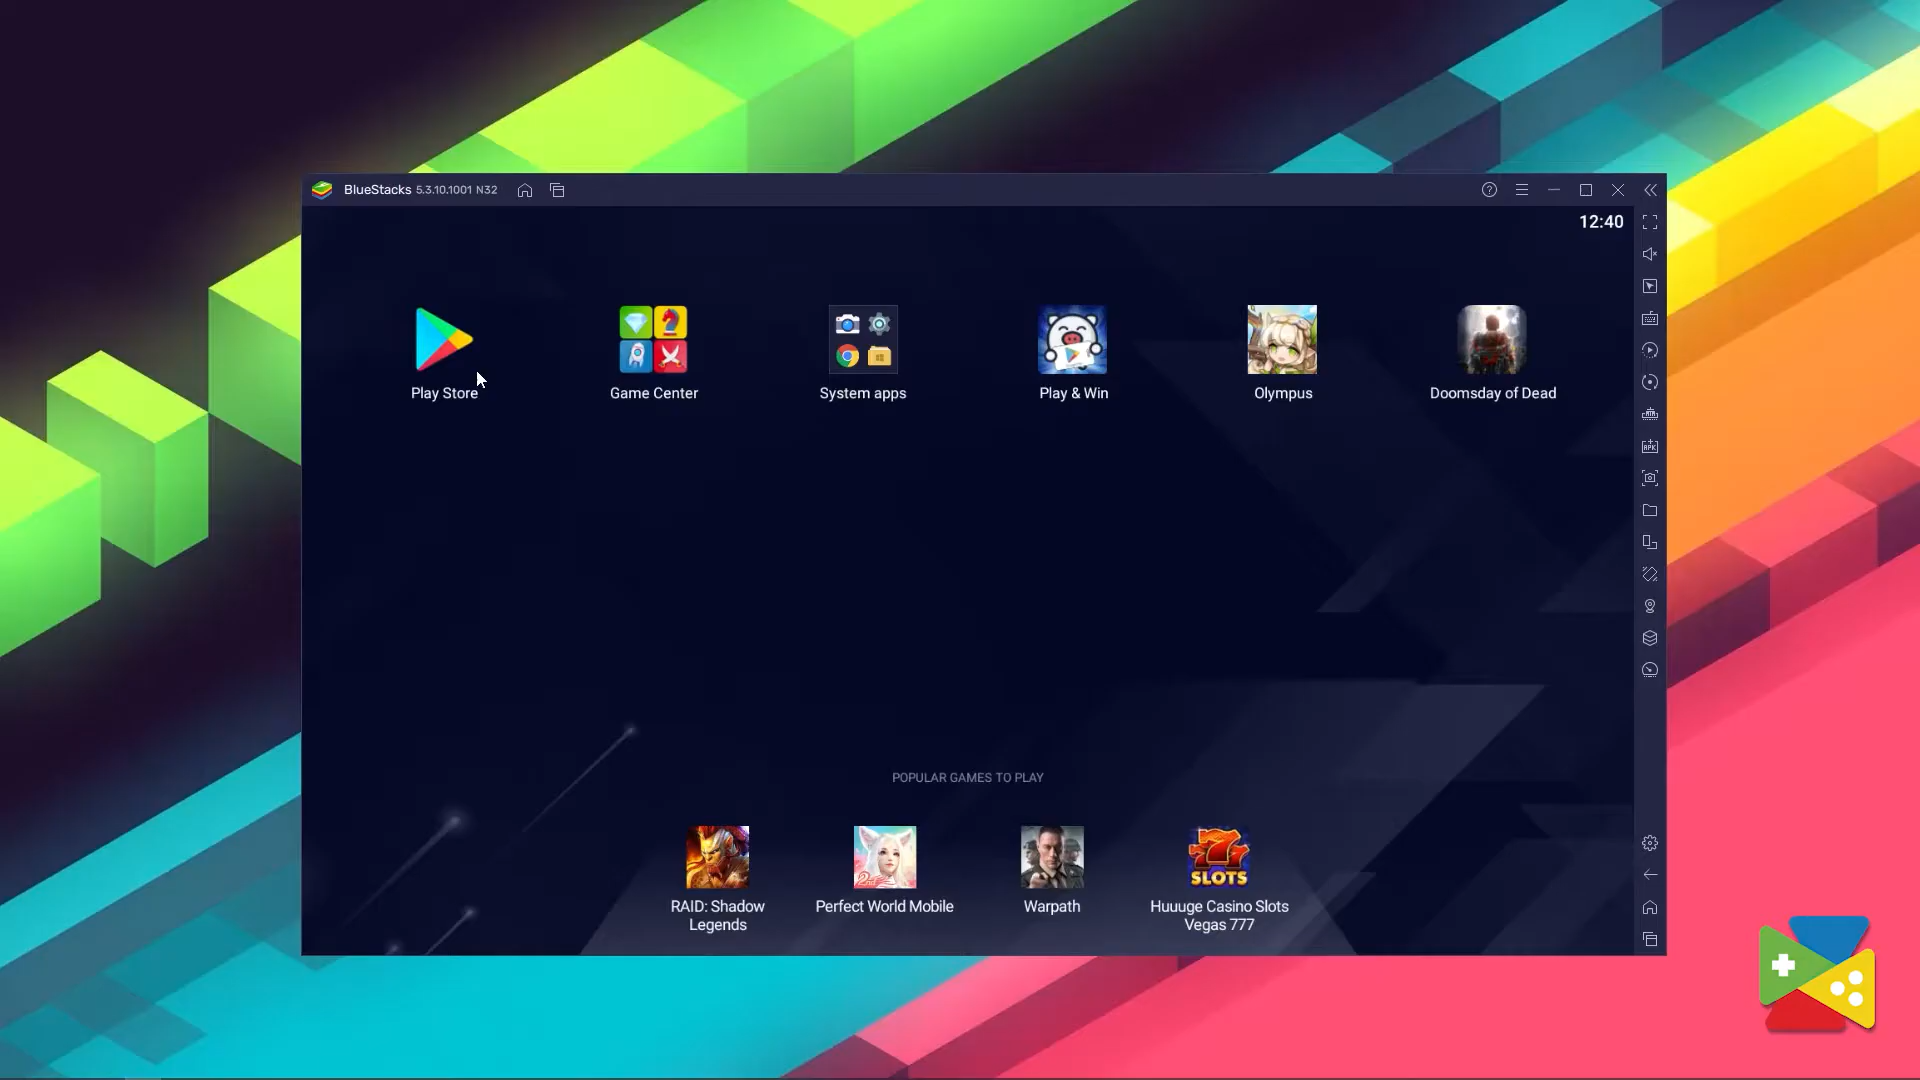 BlueStacks 5.3.10.1001 N32
12:40
Play Store
Game Center
System apps
Play & Win
Olympus
Doomsday of Dead
POPULAR GAMES TO PLAY
SLOTS
RAID: Shadow
Legends
Perfect World Mobile
Warpath
Huuuge Casino Slots
Vegas 777